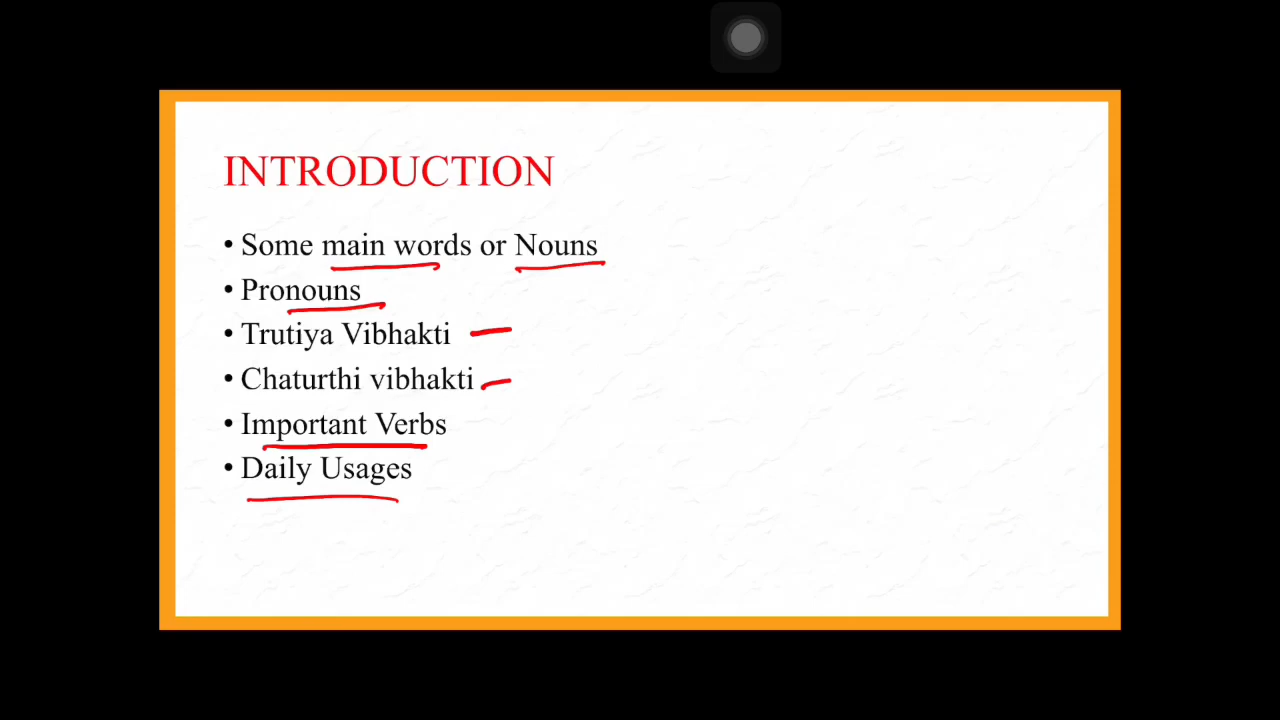 INTRODUCTION
• Some main words or Nouns
• Pronouns
• Trutiya Vibhakti
• Chaturthi vibhakti
• Important Verbs
• Daily Usages